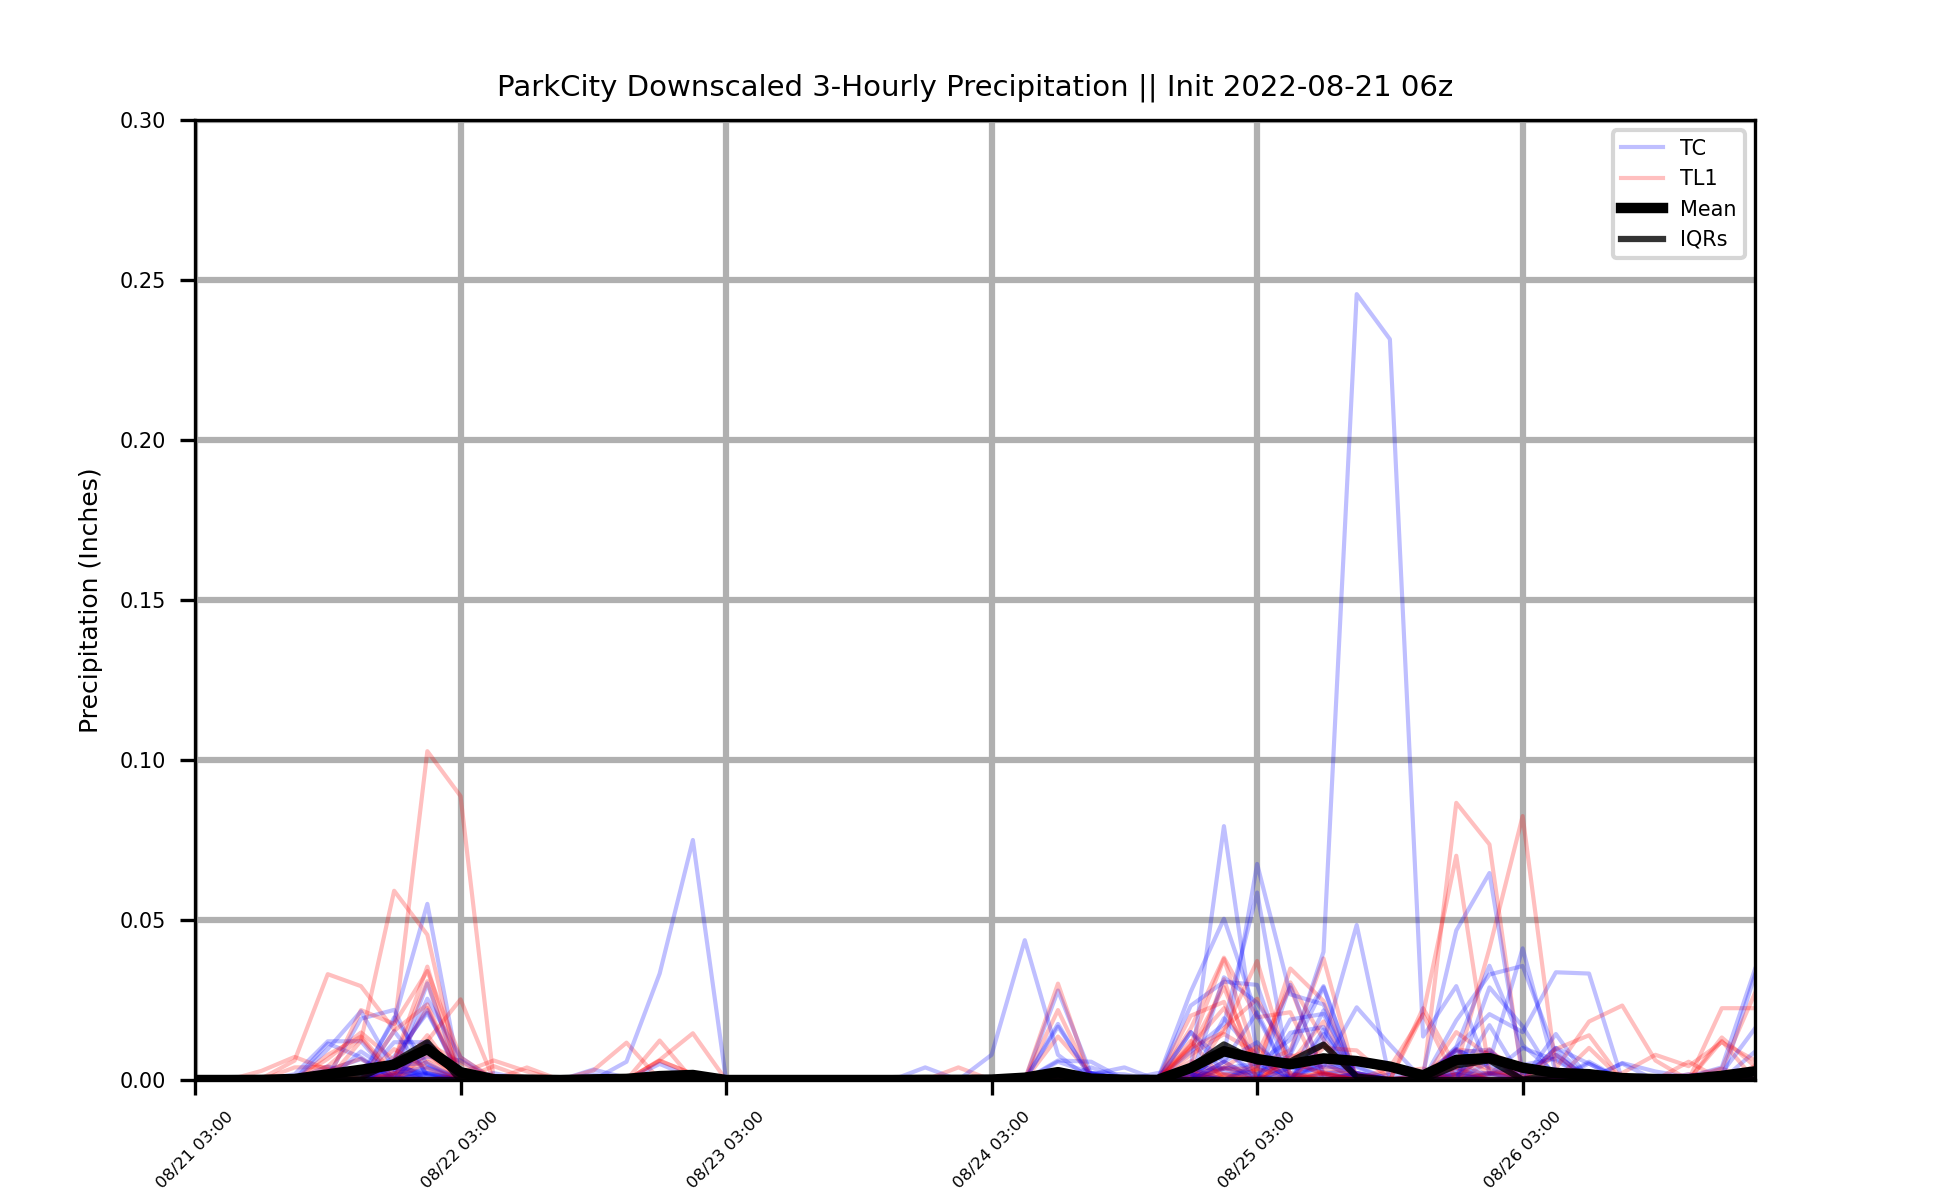 ParkCity Downscaled 3-Hourly Precipitation || Init 2022-08-21 06z
0.30
0.25
0.20
0.15
0.10
0.05
0.00
Precipitation (Inches)
TC
TL1
Mean
IQRs
08/21 03:00
08/22 03:00
08/23 03:00
08/24 03:00
08/25 03:00
08/26 03:00